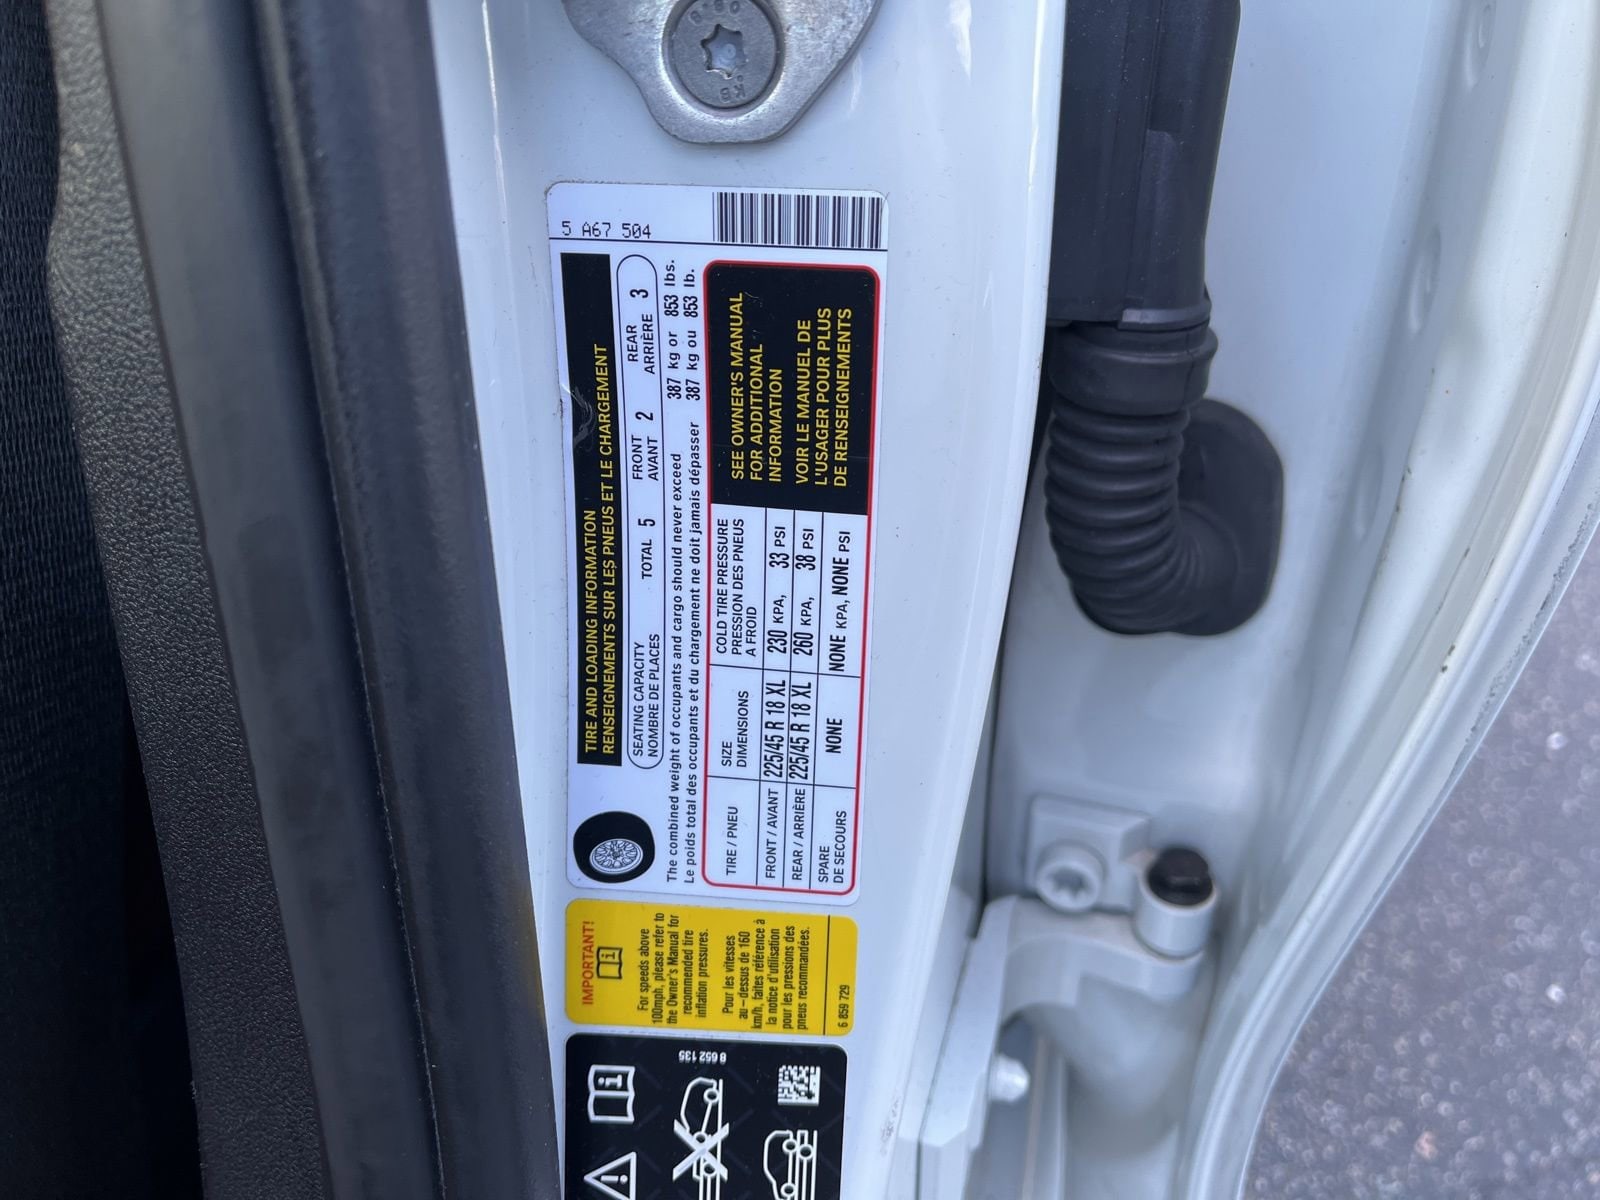 5 A67 504
TIRE AND LOADING INFORMATION
RENSEIGNEMENTS SUR LES PNEUS ET LE CHARGEMENT
SEATING CAPACITY
NOMBRE DE PLACES
TOTAL 5
FRONT
AVANT 2
REAR
ARRIÈRE 3
The combined weight of occupants and cargo should never exceed 387 kg or 853 lbs.
Le poids total des occupants et du chargement ne doit jamais dépasser 387 kg ou 853 lb.
TIRE / PNEU
SIZE
DIMENSIONS
COLD TIRE PRESSURE
PRESSION DES PNEUS
A FROID
FRONT / AVANT 225/45 R 18 XL 230 KPA, 33 PSI
REAR / ARRIÈRE 225/45 R 18 XL 260 KPA, 38 PSI
SPARE
DE SECOURS
NONE NONE KPA, NONE PSI
SEE OWNER'S MANUAL
FOR ADDITIONAL
INFORMATION
VOIR LE MANUEL DE
L'USAGER POUR PLUS
DE RENSEIGNEMENTS
IMPORTANT!
For speeds above
100mph, please refer to
the Owner's Manual for
recommended tire
inflation pressures.
Pour les vitesses
au-dessus de 160
km/h, faites référence à
la notice d'utilisation
pour les pressions des
pneus recommandées.
6 859 729
8 652 135
KB